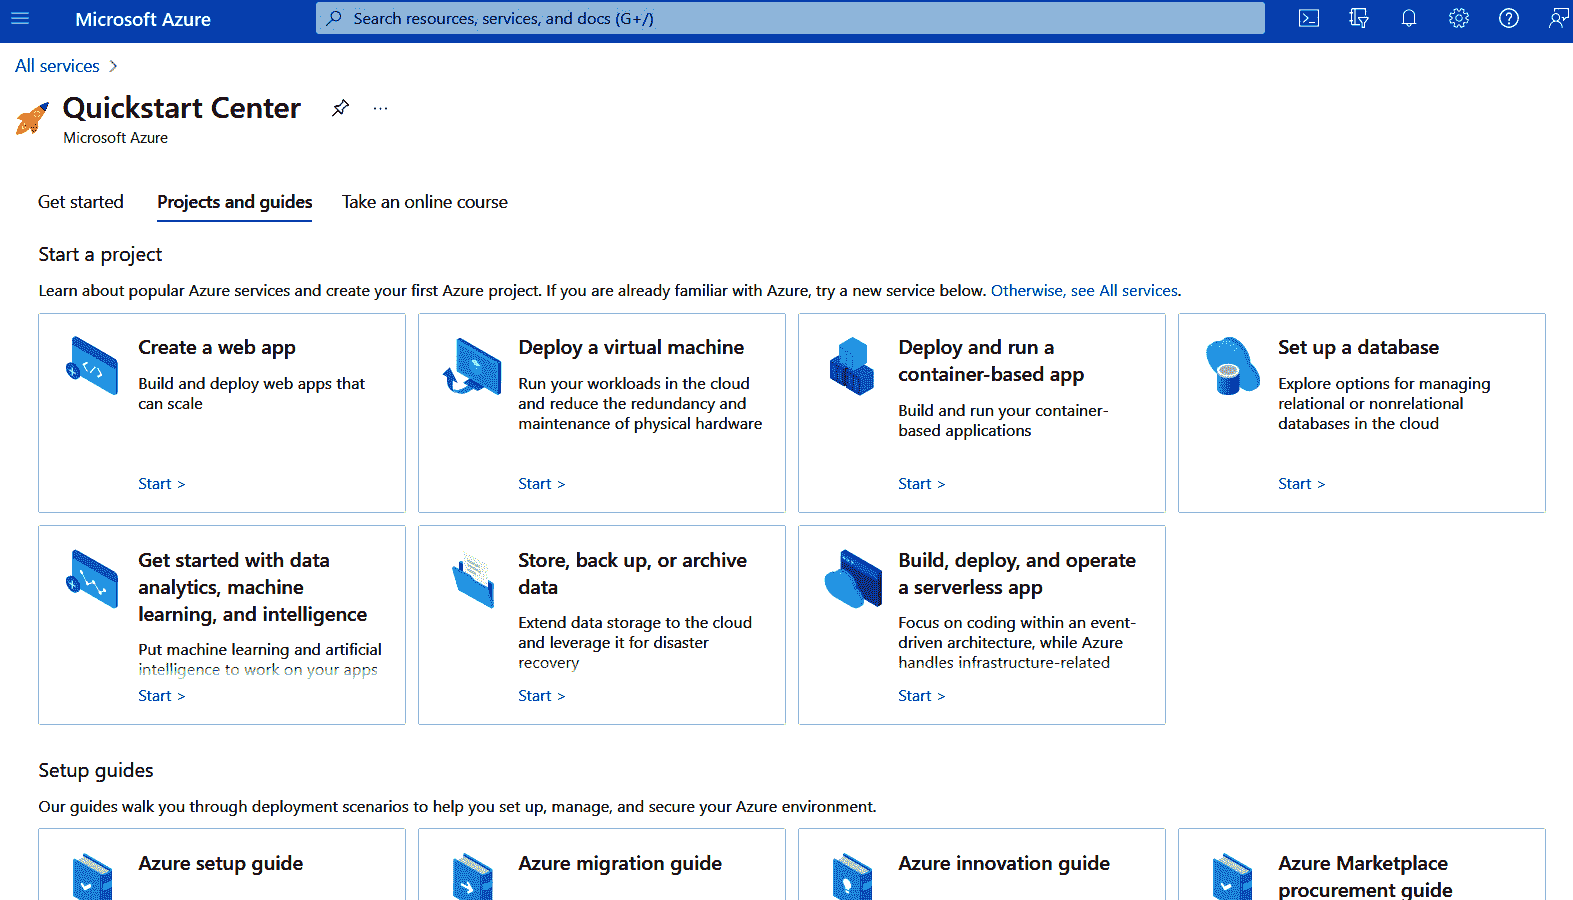 Microsoft Azure
Search resources, services, and docs (G+/)
All services >
Quickstart Center
...
Microsoft Azure
Get started
Projects and guides
Take an online course
Start a project
Learn about popular Azure services and create your first Azure project. If you are already familiar with Azure, try a new service below. Otherwise, see All services.
Create a web app
Build and deploy web apps that
can scale
Start >
Deploy a virtual machine
Run your workloads in the cloud
and reduce the redundancy and
maintenance of physical hardware
Start >
Deploy and run a
container-based app
Build and run your container-
based applications
Start >
Set up a database
Explore options for managing
relational or nonrelational
databases in the cloud
Start >
Get started with data
analytics, machine
learning, and intelligence
Put machine learning and artificial
intelligence to work on your apps
Start >
Store, back up, or archive
data
Extend data storage to the cloud
and leverage it for disaster
recovery
Start >
Build, deploy, and operate
a serverless app
Focus on coding within an event-
driven architecture, while Azure
handles infrastructure-related
Start >
Setup guides
Our guides walk you through deployment scenarios to help you set up, manage, and secure your Azure environment.
Azure setup guide
Azure migration guide
Azure innovation guide
Azure Marketplace
procurement guide